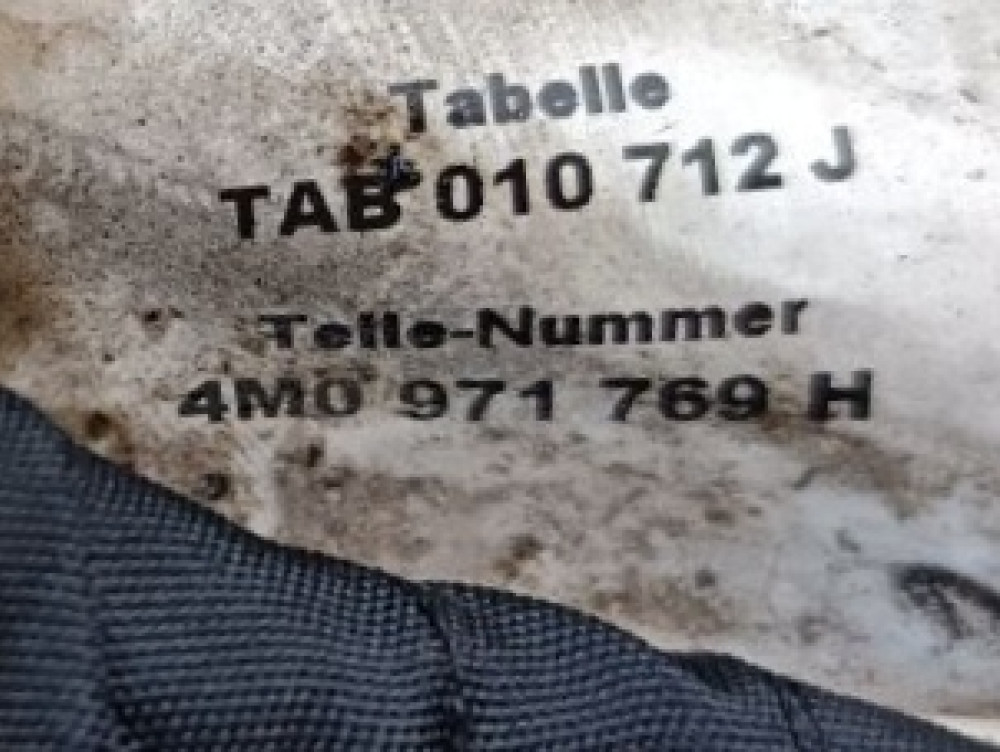 Tabelle
TAB 010 712 J
Teile-Nummer
4M0 971 769 H